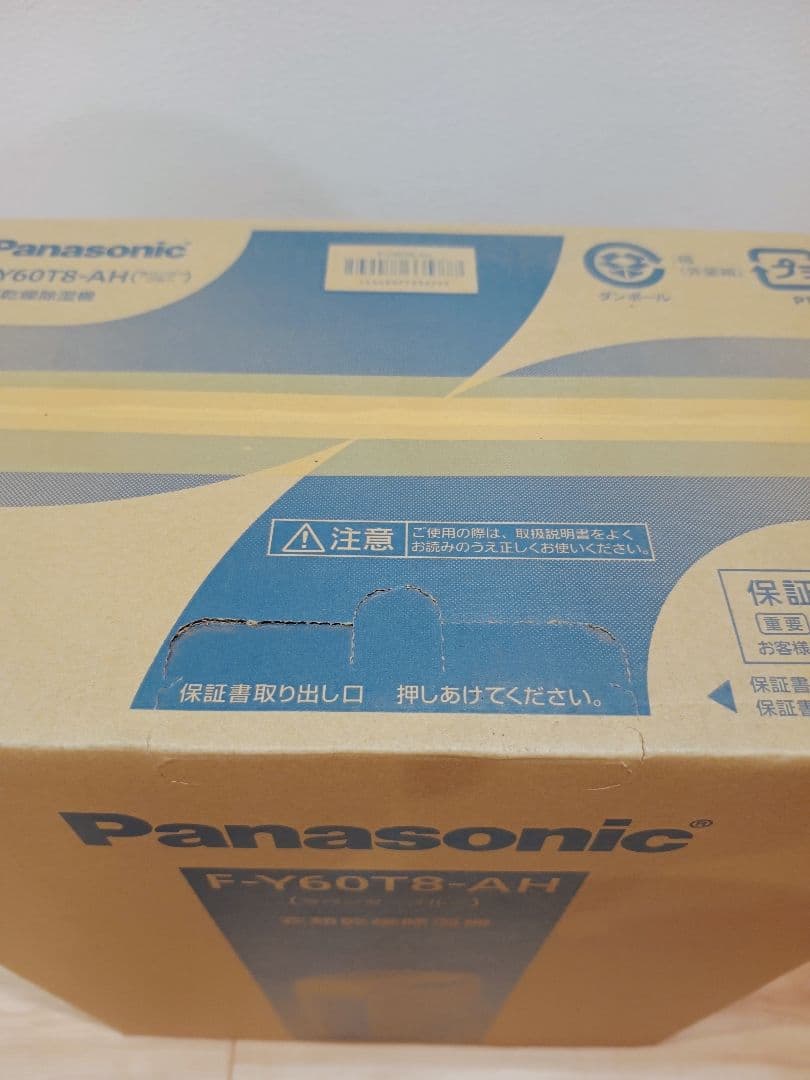 Panasonic
-Y60T8-AH
乾燥除湿機
ダンボール
プラ
注意
ご使用の際は、取扱説明書をよく
お読みのうえ正しくお使いください。
保証書取り出し口 押しあけてください。
保証
重要
お客様
保証書
保証書
Panasonic®
F-Y60T8-AH